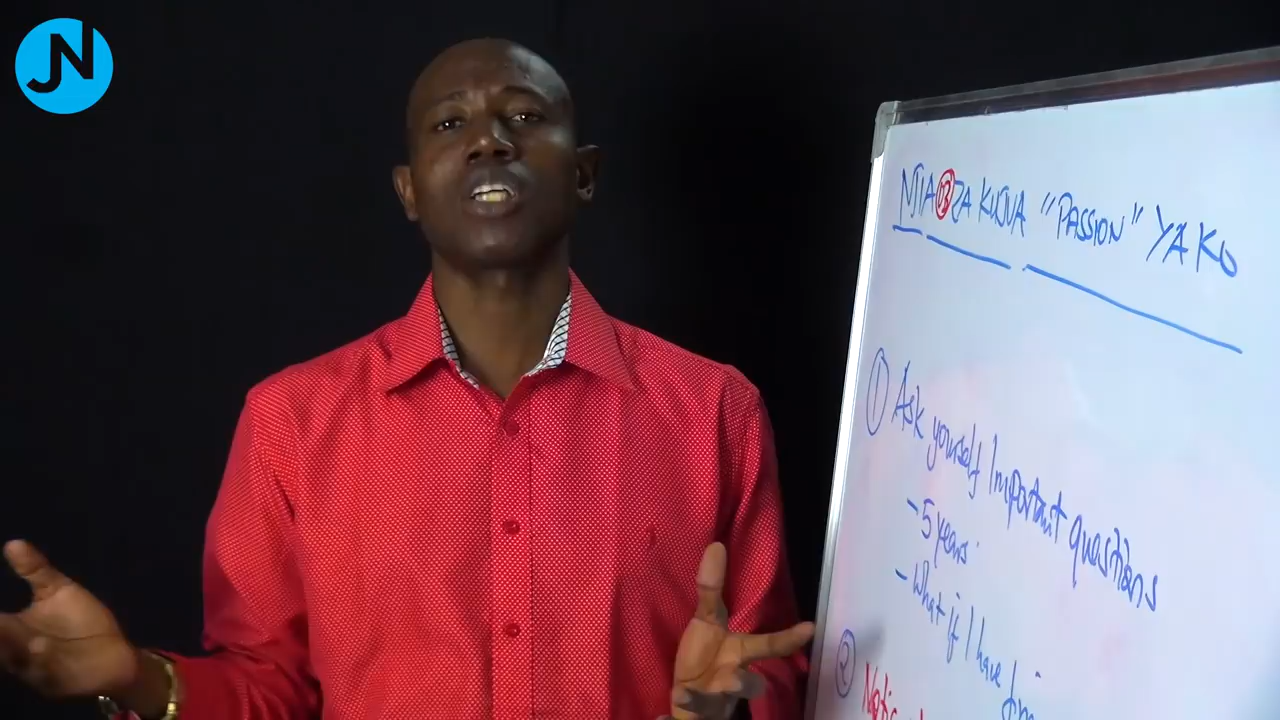 JN
NJIA 03 ZA KUJUA "PASSION" YAKO
① Ask yourself Important questions
- 5 years
- What if I have
②